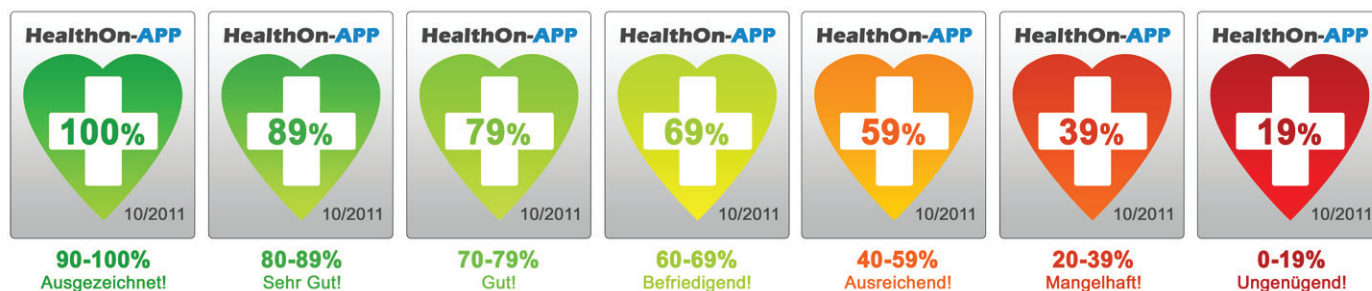 HealthOn-APP
100%
10/2011
90-100%
Ausgezeichnet!
HealthOn-APP
89%
10/2011
80-89%
Sehr Gut!
HealthOn-APP
79%
10/2011
70-79%
Gut!
HealthOn-APP
69%
10/2011
60-69%
Befriedigend!
HealthOn-APP
59%
10/2011
40-59%
Ausreichend!
HealthOn-APP
39%
10/2011
20-39%
Mangelhaft!
HealthOn-APP
19%
10/2011
0-19%
Ungenügend!